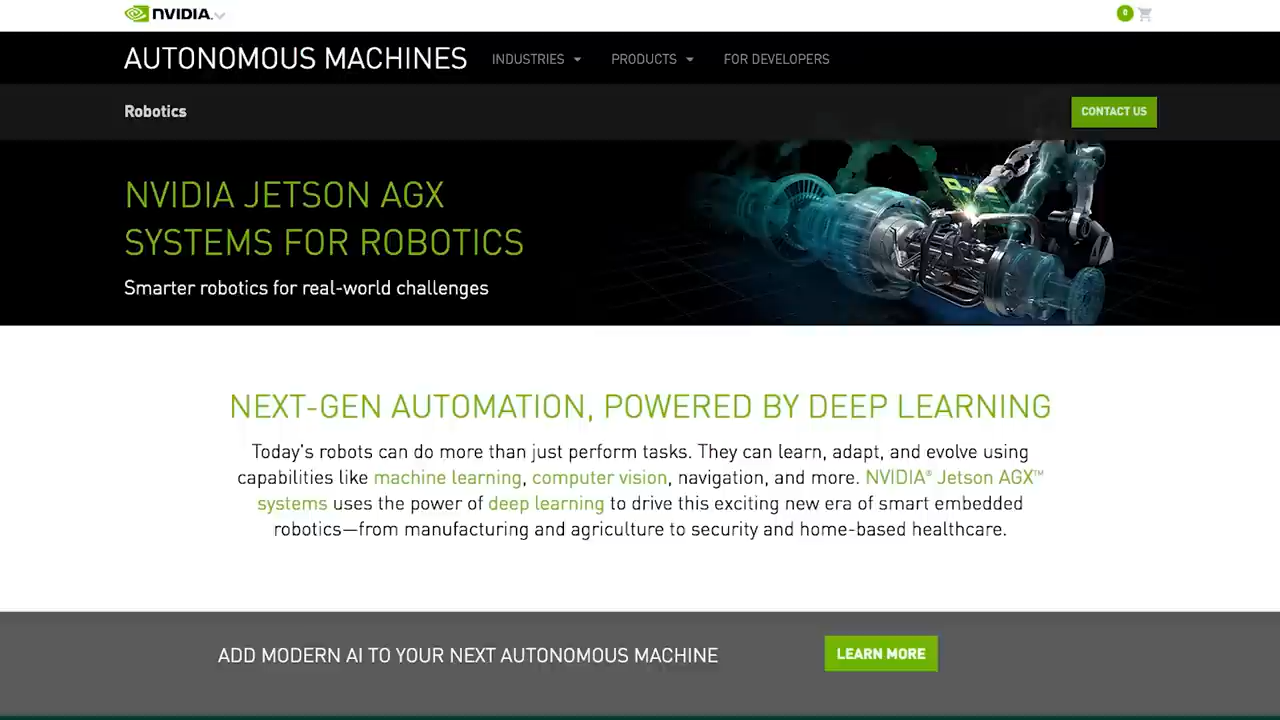 NVIDIA.
0
AUTONOMOUS MACHINES INDUSTRIES PRODUCTS FOR DEVELOPERS
Robotics
CONTACT US
NVIDIA JETSON AGX
SYSTEMS FOR ROBOTICS
Smarter robotics for real-world challenges
NEXT-GEN AUTOMATION, POWERED BY DEEP LEARNING
Today's robots can do more than just perform tasks. They can learn, adapt, and evolve using
capabilities like machine learning, computer vision, navigation, and more. NVIDIA® Jetson AGX™
systems uses the power of deep learning to drive this exciting new era of smart embedded
robotics—from manufacturing and agriculture to security and home-based healthcare.
ADD MODERN AI TO YOUR NEXT AUTONOMOUS MACHINE
LEARN MORE